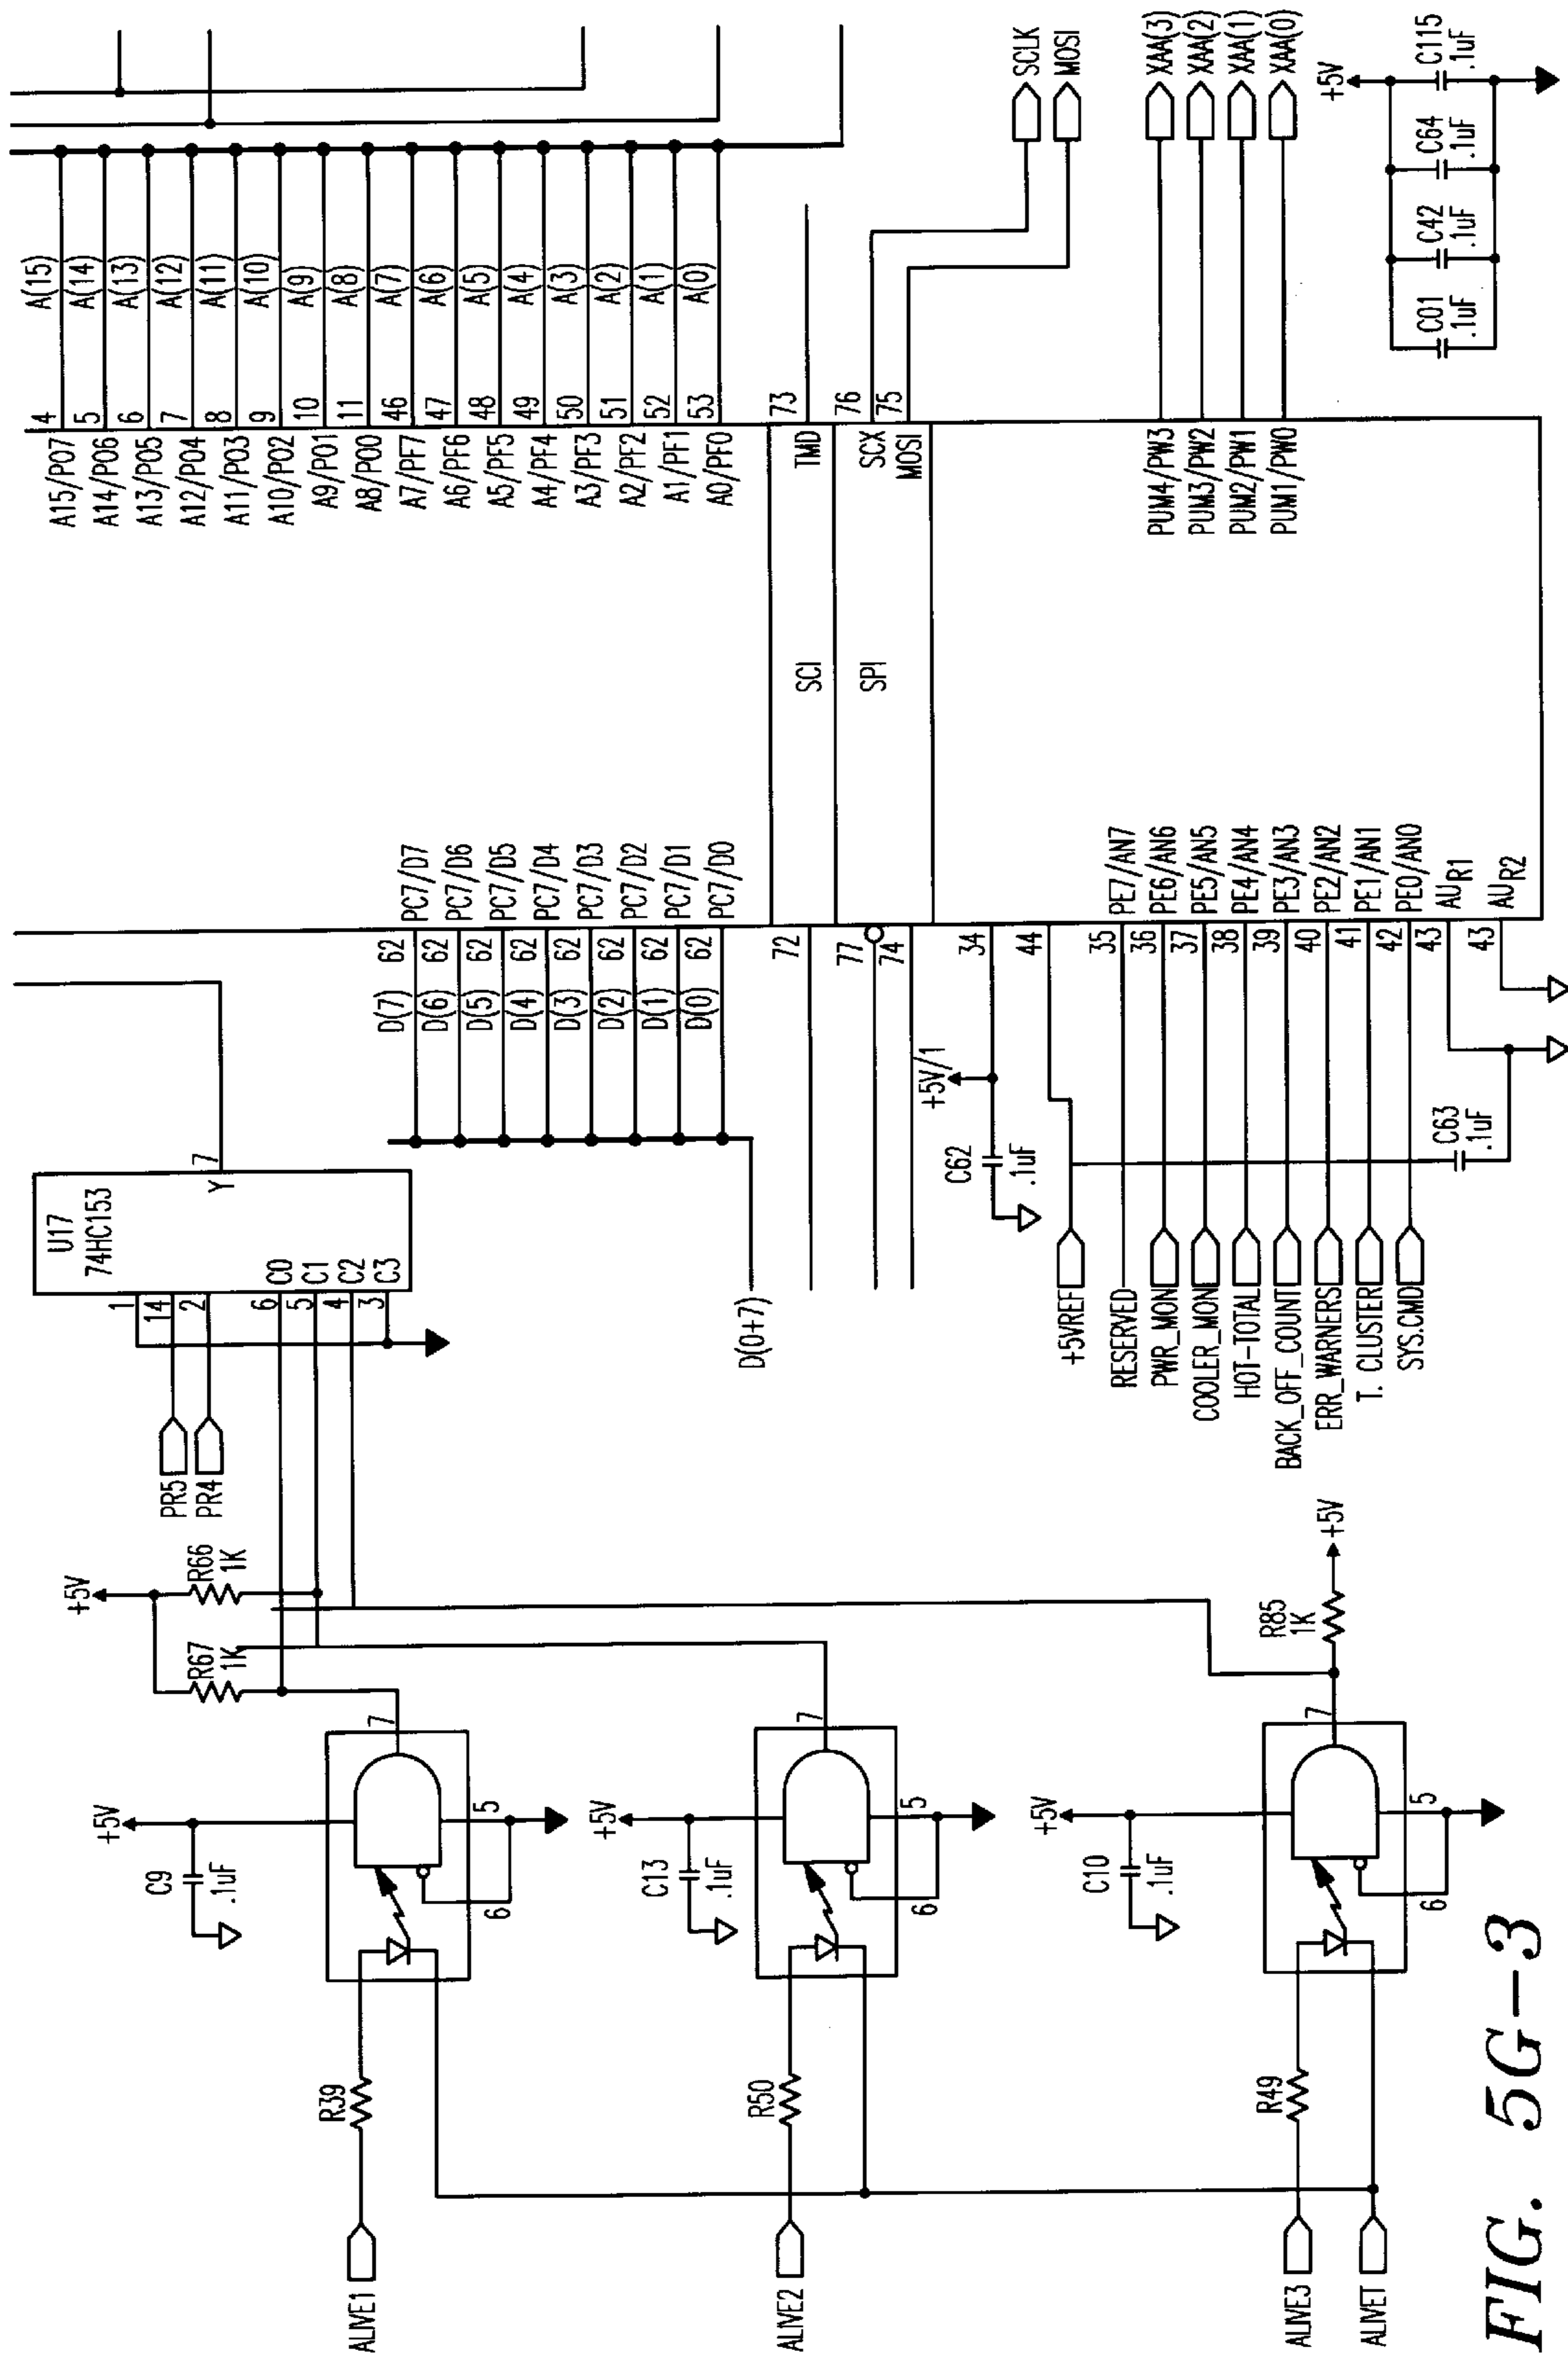 ALIVE1
R39
C9
.1uF
+5V
6
5
7
ALIVE2
R50
C13
.1uF
+5V
6
5
7
ALIVE3
ALIVET
R49
C10
.1uF
+5V
6
5
7
R85
1K
+5V
+5V
R67
1K
R66
1K
PR5
PR4
U17
74HC153
1
14
2
6 C0
5 C1
4 C2
3 C3
Y 7
D(0+7)
D(7) 62 PC7/D7
D(6) 62 PC7/D6
D(5) 62 PC7/D5
D(4) 62 PC7/D4
D(3) 62 PC7/D3
D(2) 62 PC7/D2
D(1) 62 PC7/D1
D(0) 62 PC7/D0
72
77
74
SCI
SPI
+5V/1
C62
.1uF
34
+5VREF 44
RESERVED 35 PE7/AN7
PWR_MON 36 PE6/AN6
COOLER_MON 37 PE5/AN5
HOT-TOTAL 38 PE4/AN4
BACK_OFF_COUNT 39 PE3/AN3
ERR_WARNERS 40 PE2/AN2
T. CLUSTER 41 PE1/AN1
SYS.CMD 42 PE0/AN0
43 AUR1
43 AUR2
C63
.1uF
A15/PO7 4 A(15)
A14/PO6 5 A(14)
A13/PO5 6 A(13)
A12/PO4 7 A(12)
A11/PO3 8 A(11)
A10/PO2 9 A(10)
A9/PO1 10 A(9)
A8/PO0 11 A(8)
A7/PF7 46 A(7)
A6/PF6 47 A(6)
A5/PF5 48 A(5)
A4/PF4 49 A(4)
A3/PF3 50 A(3)
A2/PF2 51 A(2)
A1/PF1 52 A(1)
A0/PF0 53 A(0)
TMD 73
SCX 76 SCLK
MOSI 75 MOSI
PUM4/PW3 XAA(3)
PUM3/PW2 XAA(2)
PUM2/PW1 XAA(1)
PUM1/PW0 XAA(0)
+5V
C01
.1uF
C42
.1uF
C64
.1uF
C115
.1uF
FIG. 5G-3